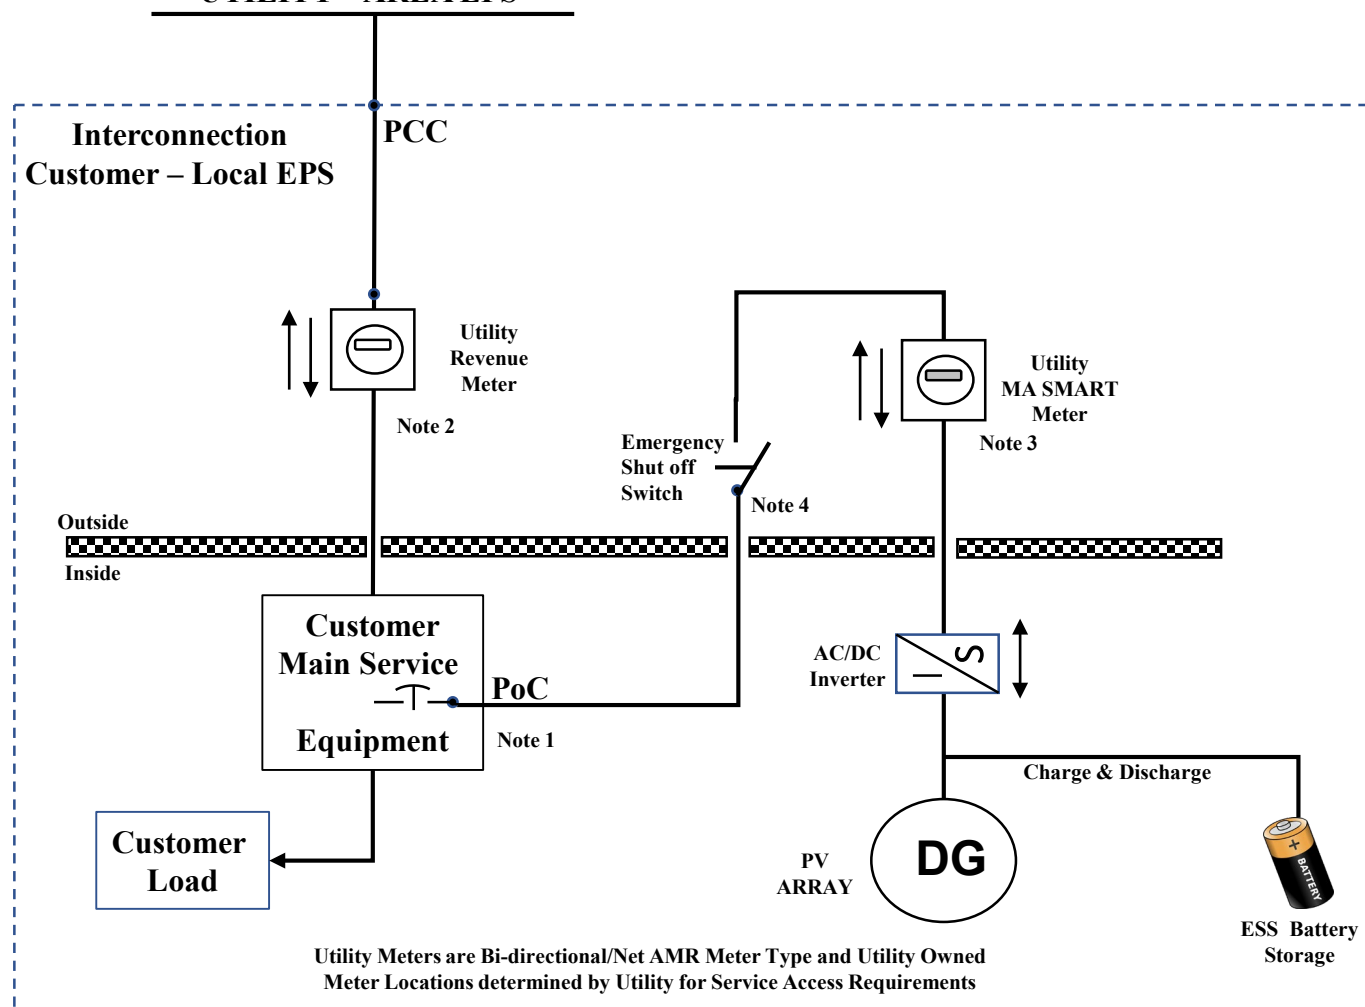 UTILITY - AREA EPS
PCC
Interconnection
Customer – Local EPS
Utility
Revenue
Meter
Note 2
Utility
MA SMART
Meter
Note 3
Emergency
Shut off
Switch
Note 4
Outside
Inside
Customer
Main Service
Equipment
PoC
Note 1
AC/DC
Inverter
S
Charge & Discharge
Customer
Load
PV
ARRAY
DG
+
BATTERY
ESS Battery
Storage
Utility Meters are Bi-directional/Net AMR Meter Type and Utility Owned
Meter Locations determined by Utility for Service Access Requirements